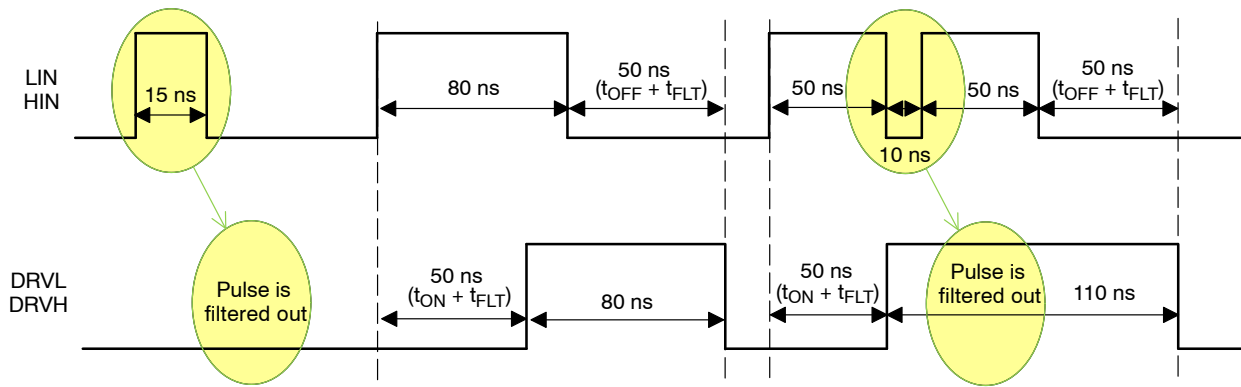 LIN
HIN
15 ns
80 ns
50 ns
(tOFF + tFLT)
50 ns
10 ns
50 ns
50 ns
(tOFF + tFLT)
DRVL
DRVH
Pulse is
filtered out
50 ns
(tON + tFLT)
80 ns
50 ns
(tON + tFLT)
Pulse is
filtered out
110 ns